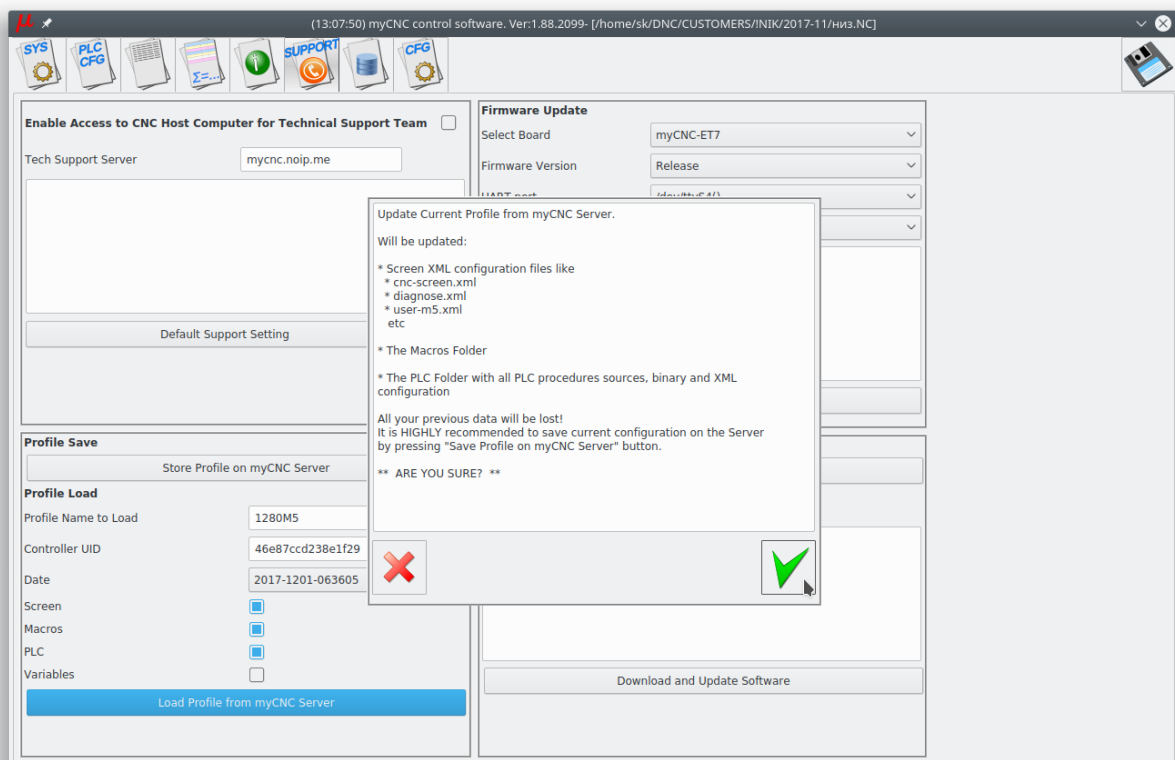 μ
(13:07:50) myCNC control software. Ver:1.88.2099- [/home/sk/DNC/CUSTOMERS/!NIK/2017-11/низ.NC]
SYS
PLC CFG
Σ=...
i
SUPPORT
CFG
Enable Access to CNC Host Computer for Technical Support Team
Tech Support Server
mycnc.noip.me
Default Support Setting
Firmware Update
Select Board
myCNC-ET7
Firmware Version
Release
UART port
/dev/ttyS4()
Update Current Profile from myCNC Server.
Will be updated:
* Screen XML configuration files like
* cnc-screen.xml
* diagnose.xml
* user-m5.xml
etc
* The Macros Folder
* The PLC Folder with all PLC procedures sources, binary and XML
configuration
All your previous data will be lost!
It is HIGHLY recommended to save current configuration on the Server
by pressing "Save Profile on myCNC Server" button.
** ARE YOU SURE? **
Profile Save
Store Profile on myCNC Server
Profile Load
Profile Name to Load
1280M5
Controller UID
46e87ccd238e1f29
Date
2017-1201-063605
Screen
Macros
PLC
Variables
Load Profile from myCNC Server
Download and Update Software